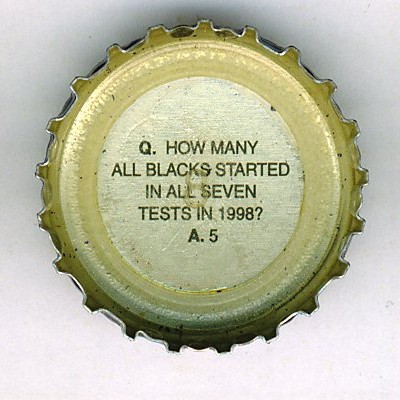 Q. HOW MANY
ALL BLACKS STARTED
IN ALL SEVEN
TESTS IN 1998?
A. 5